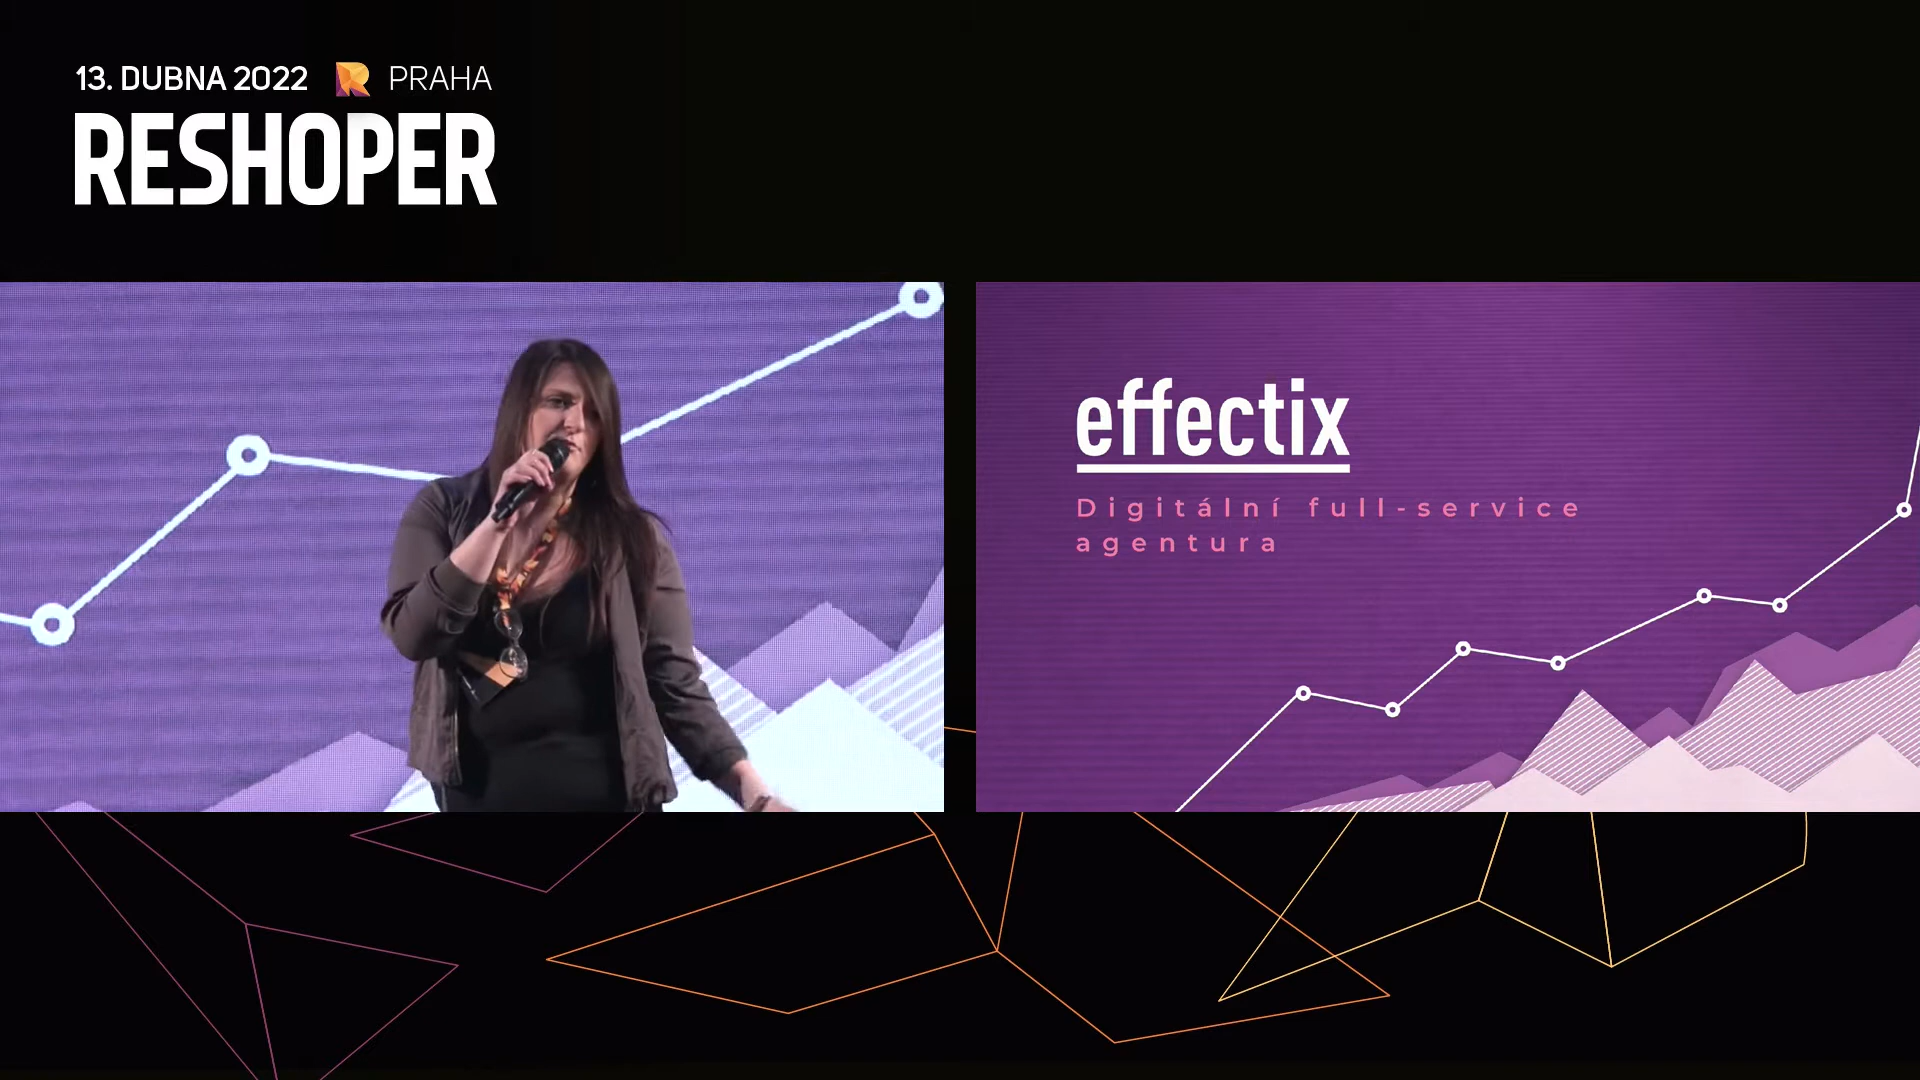 13. DUBNA 2022 PRAHA
RESHOPER
effectix
Digitální full-service
agentura